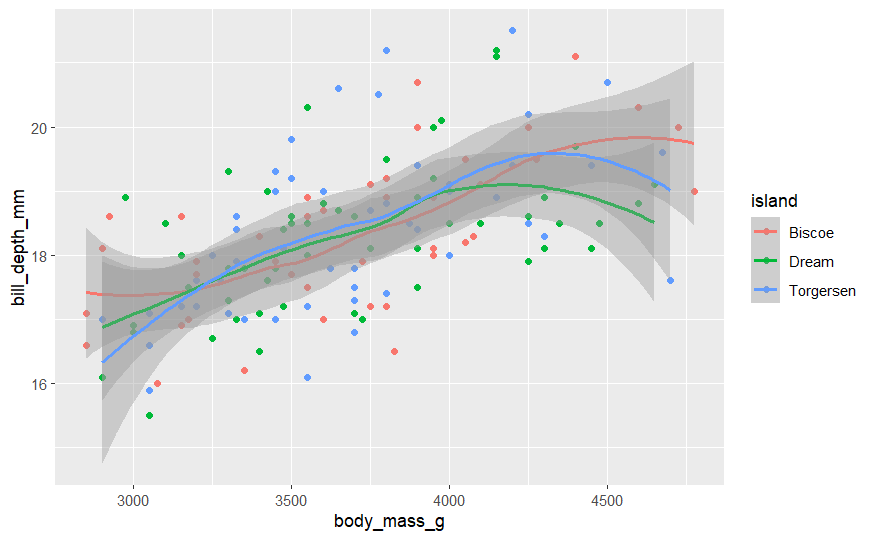 20
18
16
bill_depth_mm
3000
3500
4000
4500
body_mass_g
island
Biscoe
Dream
Torgersen